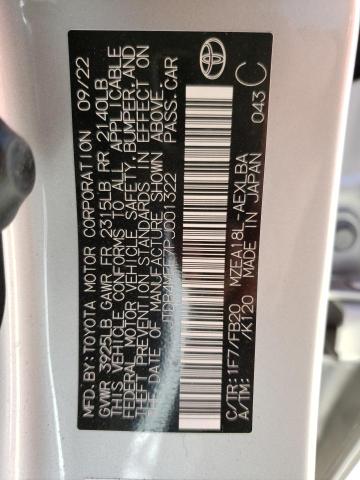 MFD.BY: TOYOTA MOTOR CORPORATION 09/22
GVWR 3225LB GAWR FR 2315LB RR 2140LB
THIS VEHICLE CONFORMS TO ALL APPLICABLE
FEDERAL MOTOR VEHICLE SAFETY, BUMPER, AND
THEFT PREVENTION STANDARDS IN EFFECT ON
THE DATE OF MANUFACTURE SHOWN ABOVE.
PASS. CAR
C/TR: 1F7/FB20 MZEA18L-AEXLBA
A/TM: /K120 MADE IN JAPAN
043 C